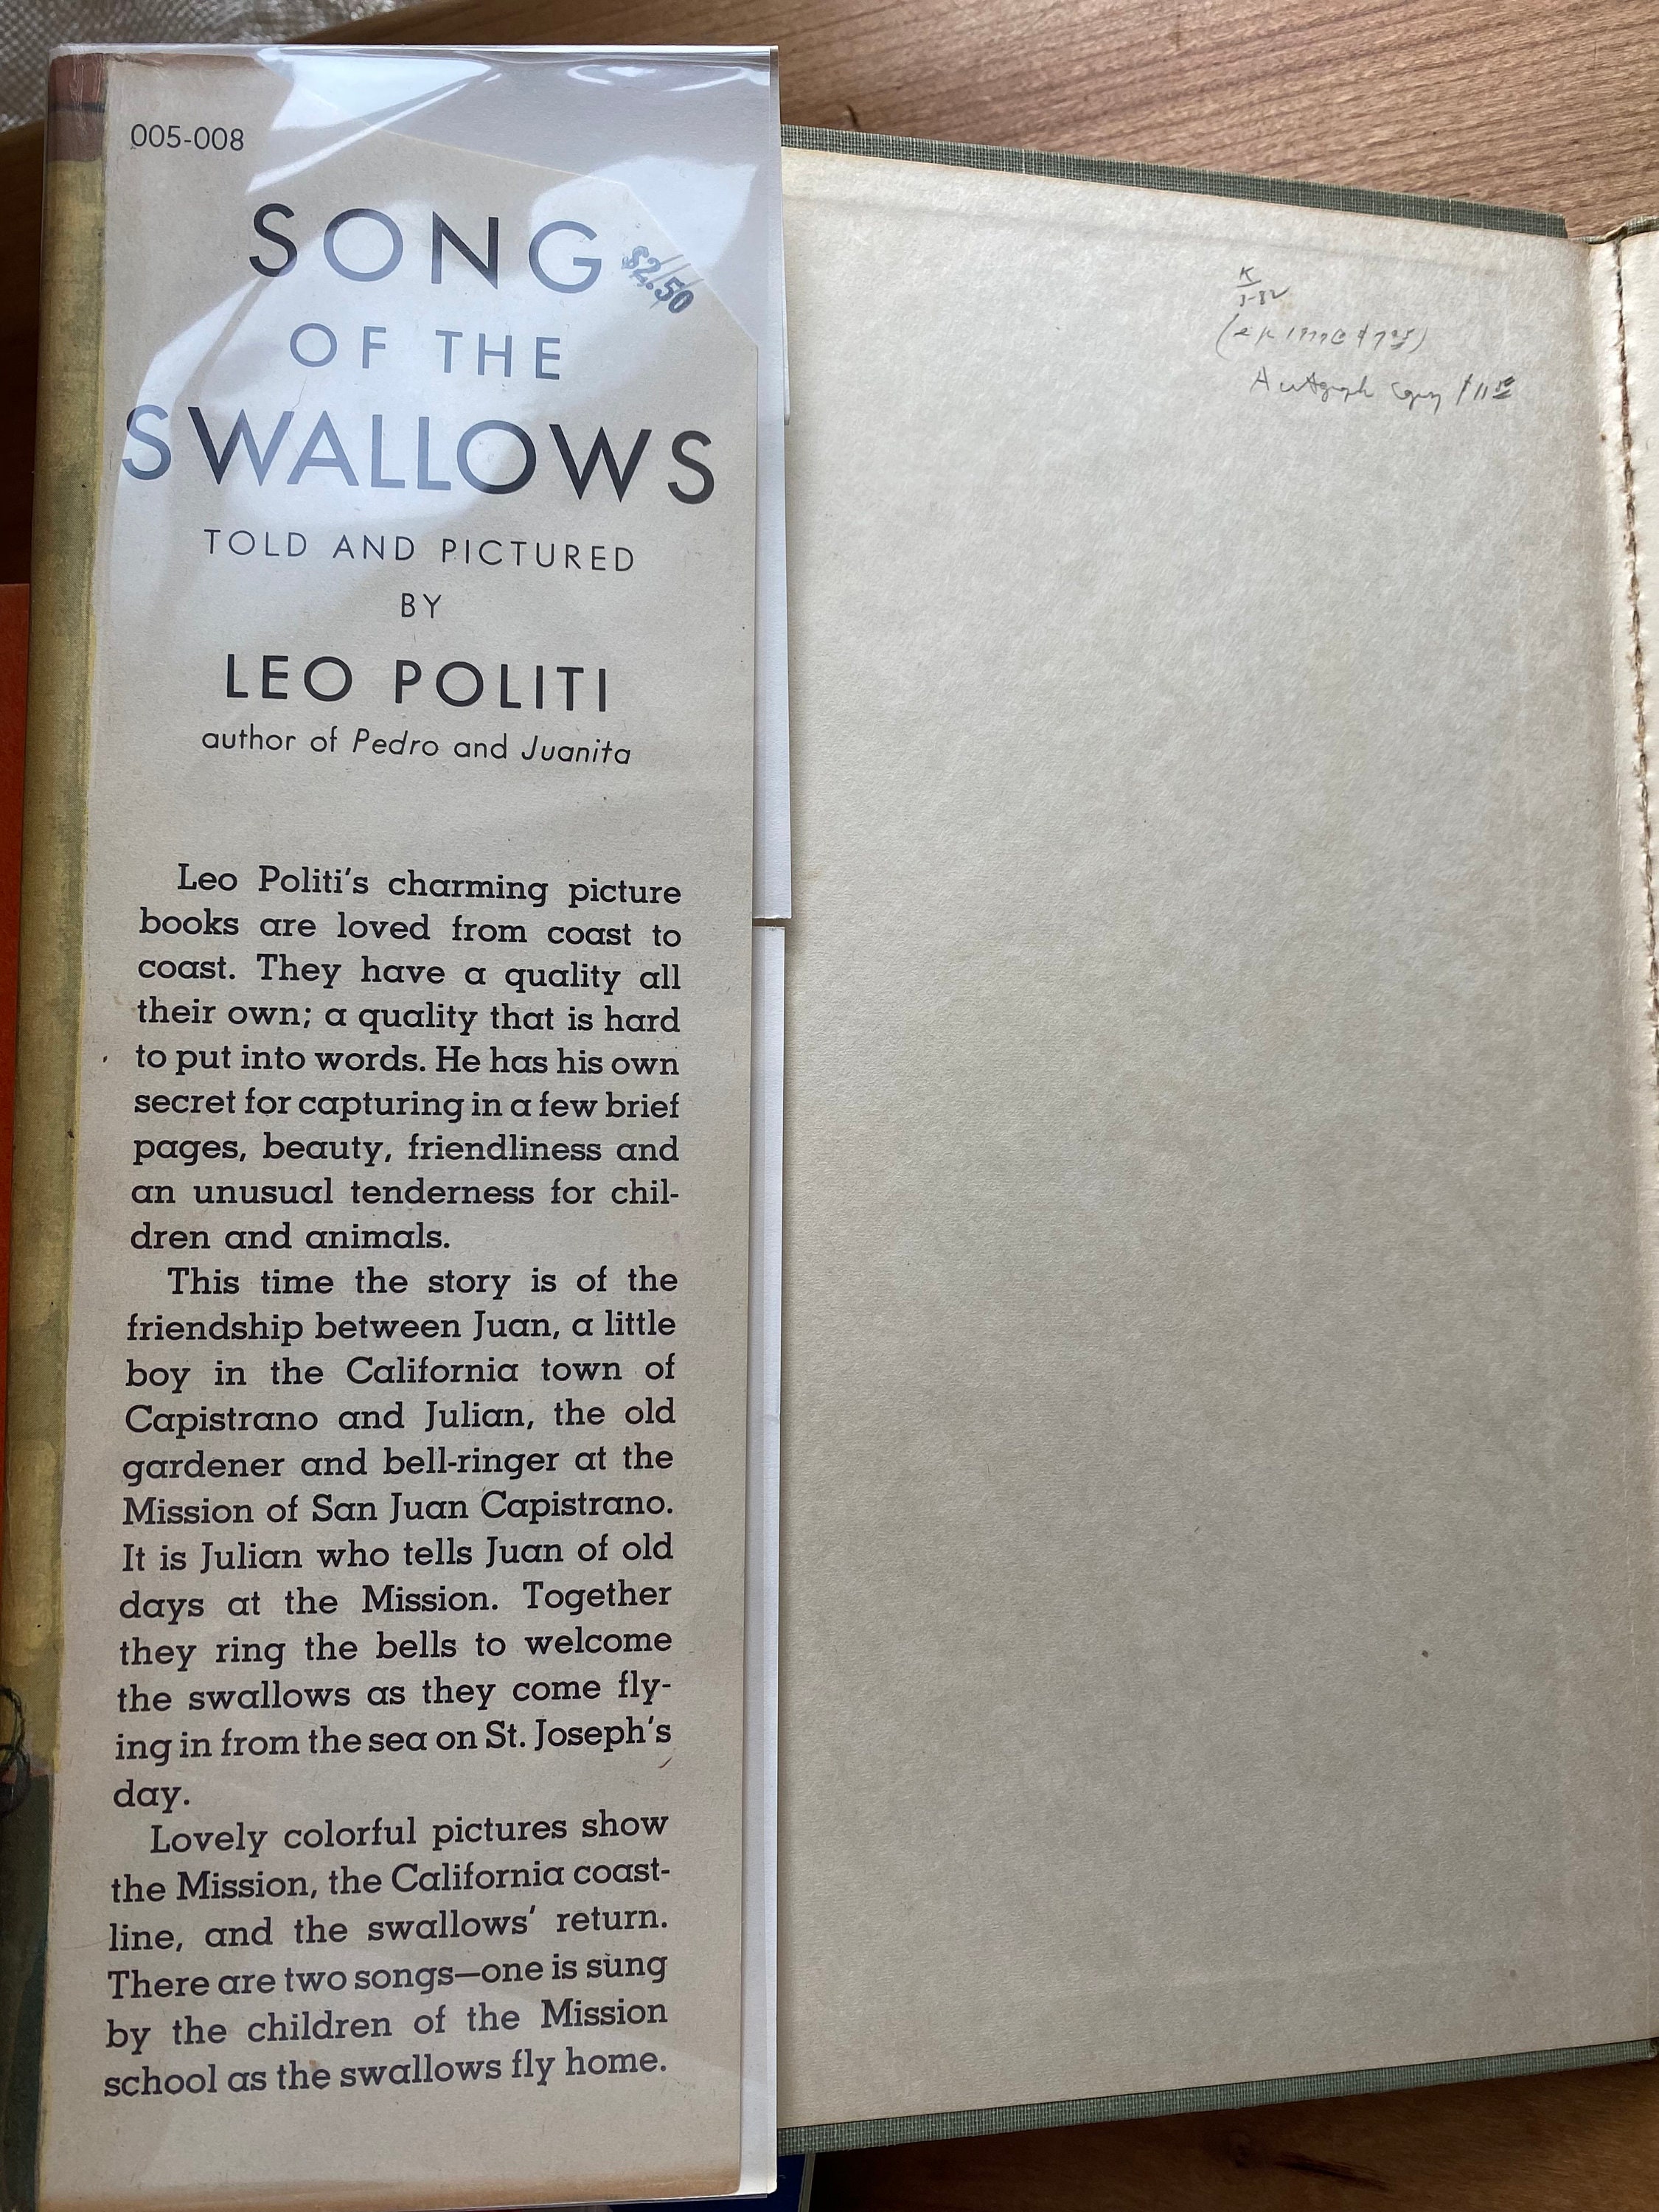 005-008
SONG
$2.50
OF THE
SWALLOWS
TOLD AND PICTURED
BY
LEO POLITI
author of Pedro and Juanita
Leo Politi's charming picture
books are loved from coast to
coast. They have a quality all
their own; a quality that is hard
to put into words. He has his own
secret for capturing in a few brief
pages, beauty, friendliness and
an unusual tenderness for chil-
dren and animals.
This time the story is of the
friendship between Juan, a little
boy in the California town of
Capistrano and Julian, the old
gardener and bell-ringer at the
Mission of San Juan Capistrano.
It is Julian who tells Juan of old
days at the Mission. Together
they ring the bells to welcome
the swallows as they come fly-
ing in from the sea on St. Joseph's
day.
Lovely colorful pictures show
the Mission, the California coast-
line, and the swallows' return.
There are two songs—one is sung
by the children of the Mission
school as the swallows fly home.
K
Autograph copy